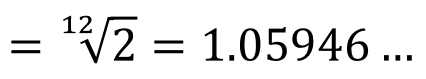 = ¹²√2 = 1.05946 …